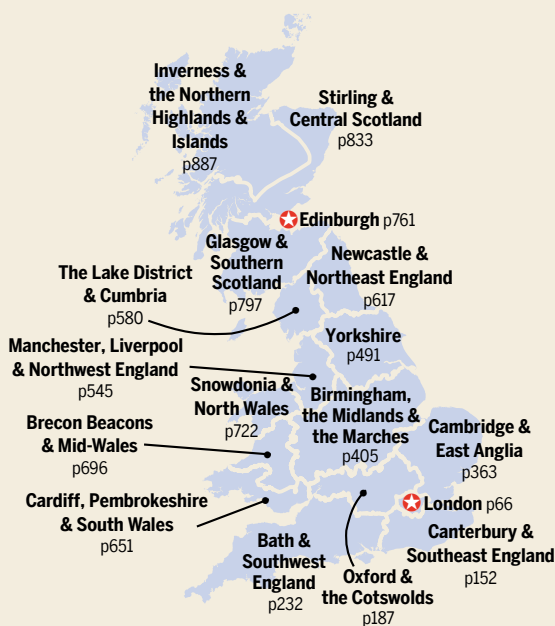 Inverness &
the Northern
Highlands &
Islands
p887
Stirling &
Central Scotland
p833
Edinburgh p761
Glasgow &
Southern
Scotland
p797
Newcastle &
Northeast England
p617
The Lake District
& Cumbria
p580
Yorkshire
p491
Manchester, Liverpool
& Northwest England
p545
Snowdonia &
North Wales
p722
Birmingham,
the Midlands &
the Marches
p405
Brecon Beacons
& Mid-Wales
p696
Cambridge &
East Anglia
p363
Cardiff, Pembrokeshire
& South Wales
p651
London p66
Canterbury &
Southeast England
p152
Bath &
Southwest
England
p232
Oxford &
the Cotswolds
p187